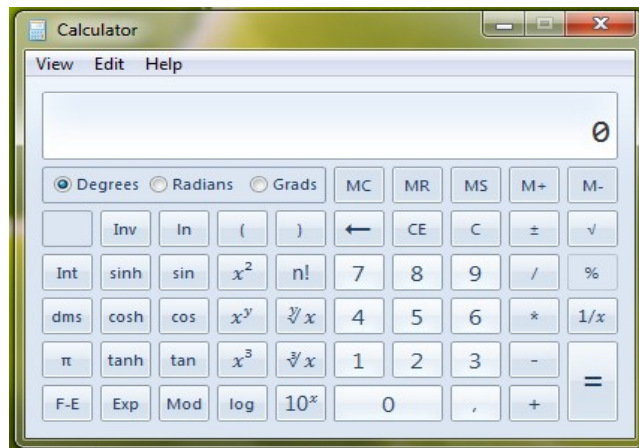 Calculator
View Edit Help
0
Degrees Radians Grads MC MR MS M+ M-
Inv ln ( ) ← CE C ± √
Int sinh sin x² n! 7 8 9 / %
dms cosh cos xʸ ʸ√x 4 5 6 * 1/x
π tanh tan x³ ³√x 1 2 3 - =
F-E Exp Mod log 10ˣ 0 , +